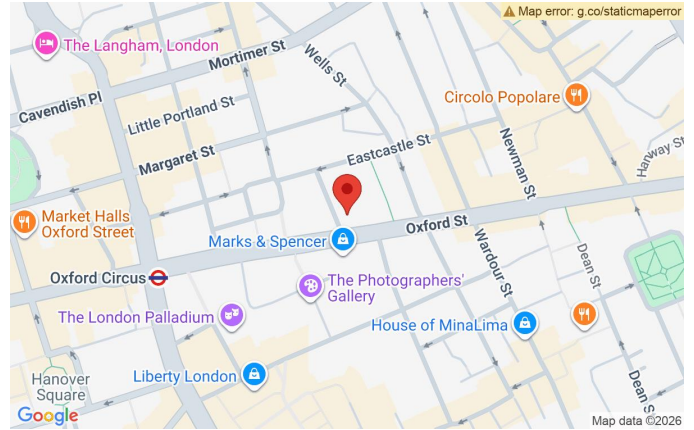 Map error: g.co/staticmaperror
The Langham, London
Mortimer St
Wells St
Cavendish Pl
Little Portland St
Circolo Popolare
Margaret St
Eastcastle St
Newman St
Hanway St
Market Halls
Oxford Street
Marks & Spencer
Oxford St
Oxford Circus
Wardour St
Dean St
The Photographers'
Gallery
The London Palladium
House of MinaLima
Liberty London
Hanover
Square
Dean S
Google
Map data ©2026